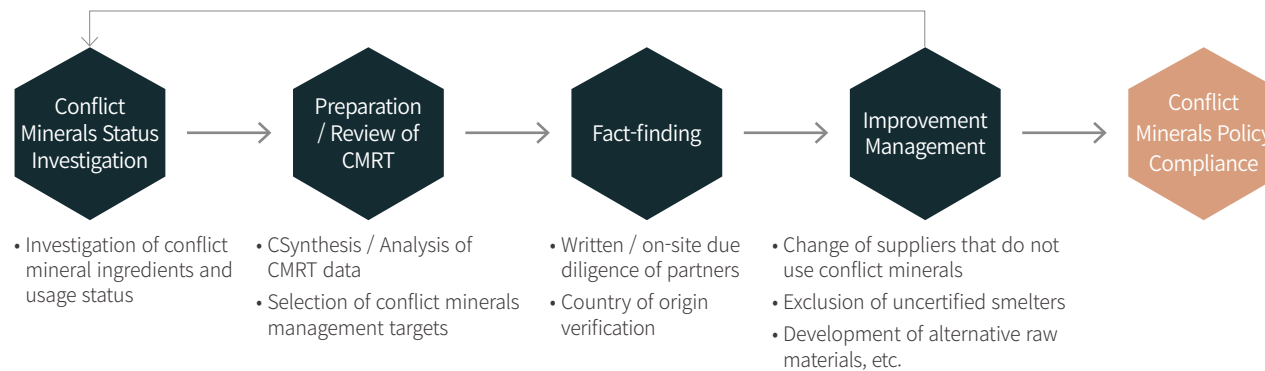 Conflict
Minerals Status
Investigation
Preparation
/ Review of
CMRT
Fact-finding
Improvement
Management
Conflict
Minerals Policy
Compliance
• Investigation of conflict
mineral ingredients and
usage status
• CSynthesis / Analysis of
CMRT data
• Selection of conflict minerals
management targets
• Written / on-site due
diligence of partners
• Country of origin
verification
• Change of suppliers that do not
use conflict minerals
• Exclusion of uncertified smelters
• Development of alternative raw
materials, etc.